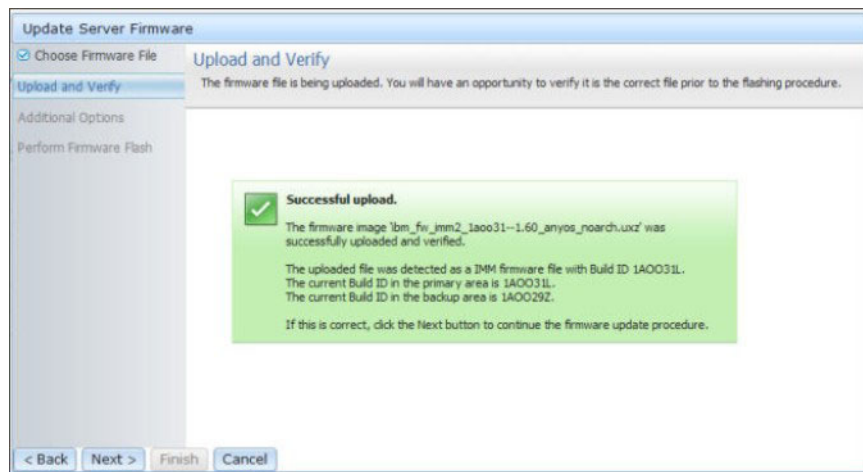 Update Server Firmware
Choose Firmware File
Upload and Verify
Additional Options
Perform Firmware Flash
Upload and Verify
The firmware file is being uploaded. You will have an opportunity to verify it is the correct file prior to the flashing procedure.
Successful upload.
The firmware image 'ibm_fw_imm2_1aoo31--1.60_anyos_noarch.uxz' was
successfully uploaded and verified.
The uploaded file was detected as a IMM firmware file with Build ID 1AOO31L.
The current Build ID in the primary area is 1AOO31L.
The current Build ID in the backup area is 1AOO29Z.
If this is correct, click the Next button to continue the firmware update procedure.
< Back
Next >
Finish
Cancel